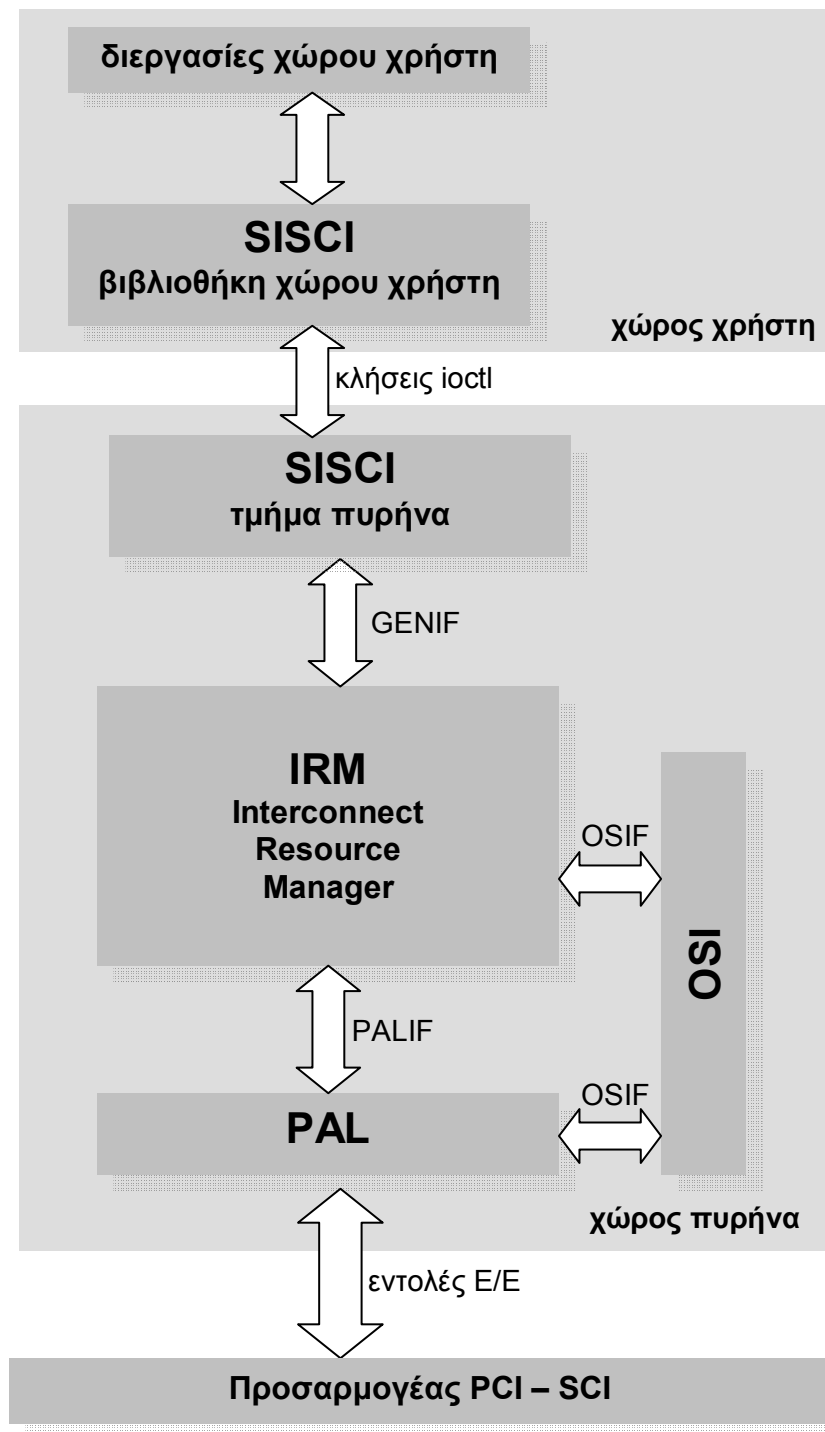 διεργασίες χώρου χρήστη
SISCI
βιβλιοθήκη χώρου χρήστη
χώρος χρήστη
κλήσεις ioctl
SISCI
τμήμα πυρήνα
GENIF
IRM
Interconnect
Resource
Manager
OSIF
OSI
PALIF
OSIF
PAL
χώρος πυρήνα
εντολές Ε/Ε
Προσαρμογέας PCI – SCI